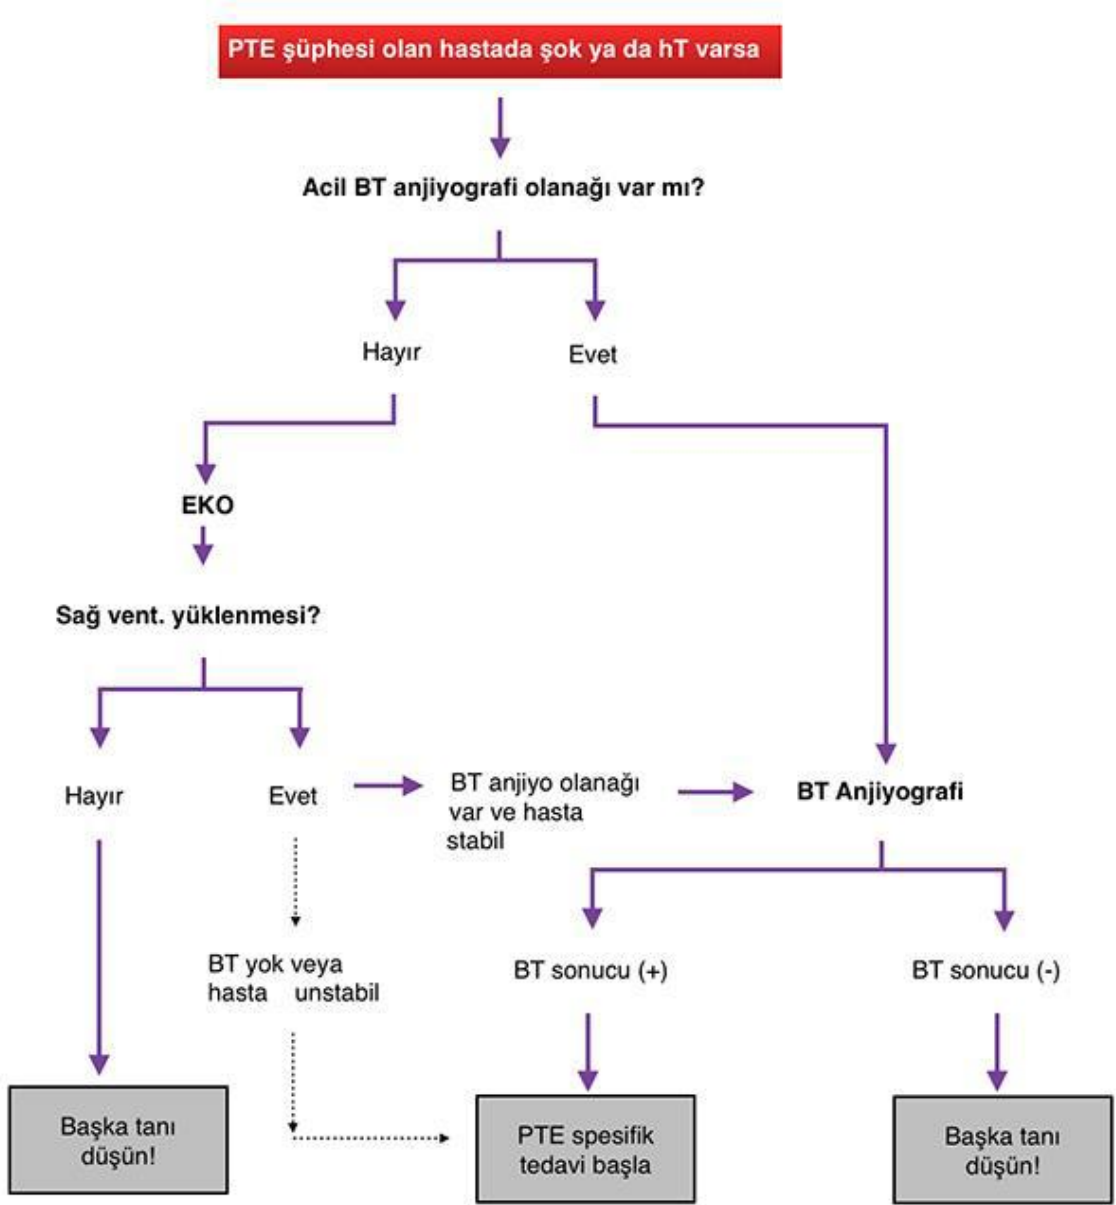 PTE şüphesi olan hastada şok ya da hT varsa
Acil BT anjiyografi olanağı var mı?
Hayır
Evet
EKO
Sağ vent. yüklenmesi?
Hayır
Evet
BT anjiyo olanağı
var ve hasta
stabil
BT Anjiyografi
BT yok veya
hasta unstabil
BT sonucu (+)
BT sonucu (-)
Başka tanı
düşün!
PTE spesifik
tedavi başla
Başka tanı
düşün!